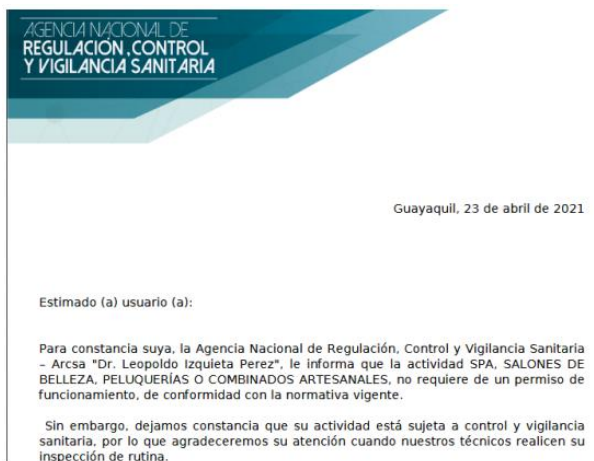 AGENCIA NACIONAL DE
REGULACIÓN, CONTROL
Y VIGILANCIA SANITARIA
Guayaquil, 23 de abril de 2021
Estimado (a) usuario (a):
Para constancia suya, la Agencia Nacional de Regulación, Control y Vigilancia Sanitaria
– Arcsa "Dr. Leopoldo Izquieta Perez", le informa que la actividad SPA, SALONES DE
BELLEZA, PELUQUERÍAS O COMBINADOS ARTESANALES, no requiere de un permiso de
funcionamiento, de conformidad con la normativa vigente.
Sin embargo, dejamos constancia que su actividad está sujeta a control y vigilancia
sanitaria, por lo que agradeceremos su atención cuando nuestros técnicos realicen su
inspección de rutina.